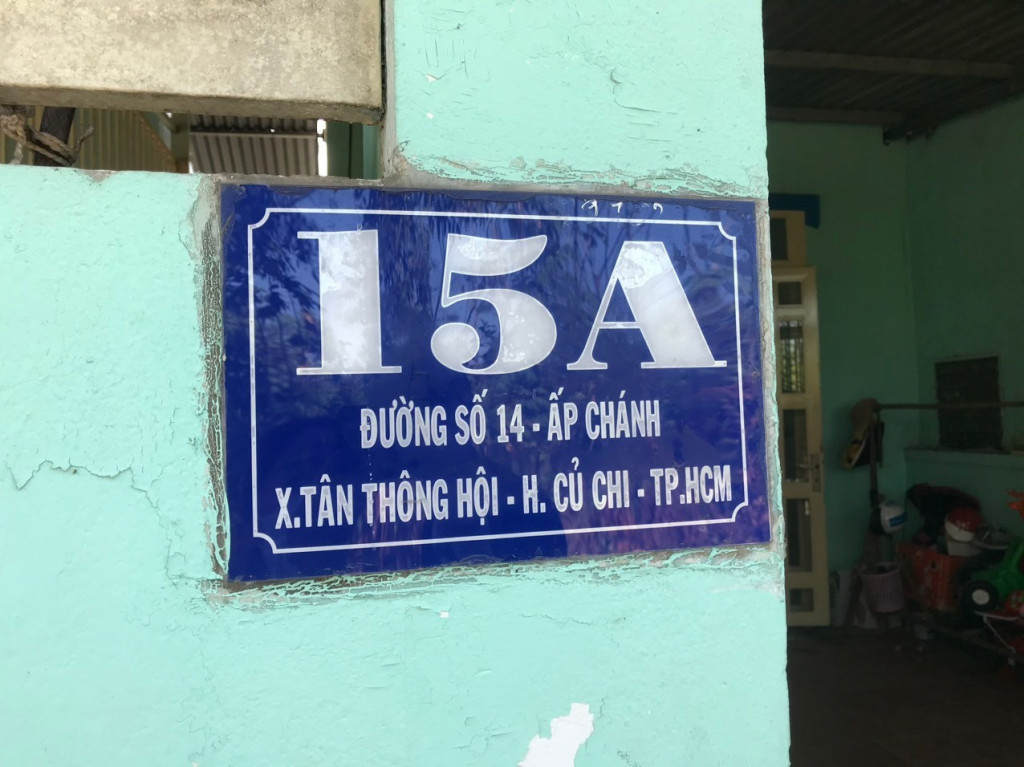 15A
ĐƯỜNG SỐ 14 - ẤP CHÁNH
X.TÂN THÔNG HỘI - H. CỦ CHI - TP.HCM